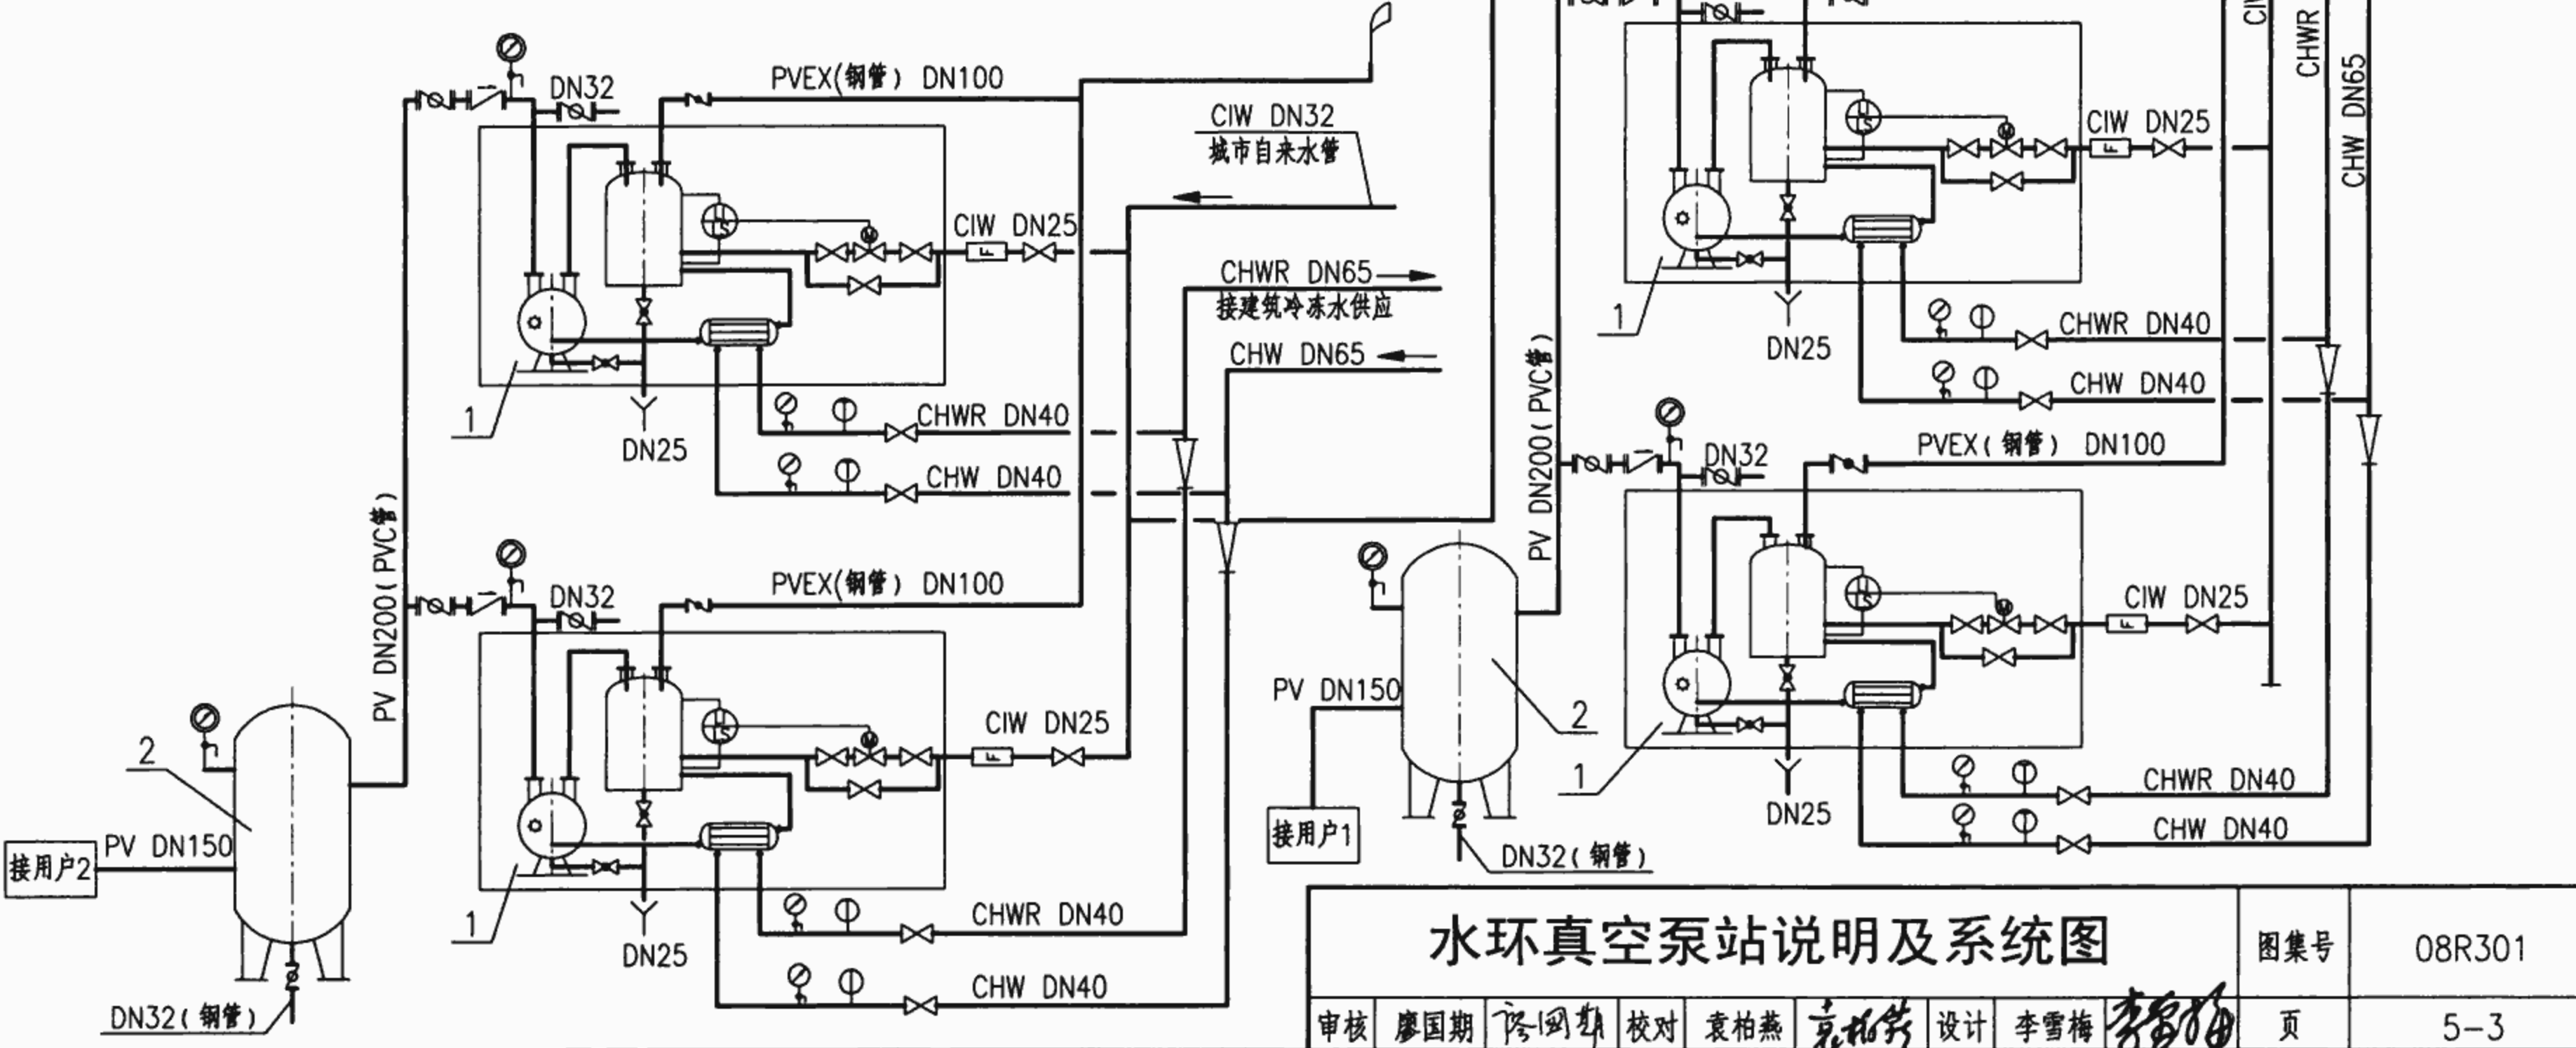 DN32
PVEX(钢管) DN100
CIW DN32
城市自来水管
CIW DN25
CHWR DN65
接建筑冷冻水供应
CHW DN65
1
DN25
CHWR DN40
CHW DN40
PV DN200(PVC管)
DN32
PVEX(钢管) DN100
CIW DN25
2
PV DN150
接用户2
1
DN25
CHWR DN40
CHW DN40
DN32(钢管)
CHWR
CHW DN65
CIW DN25
1
DN25
CHWR DN40
CHW DN40
PV DN200(PVC管)
DN32
PVEX(钢管) DN100
CIW DN25
PV DN150
2
1
接用户1
DN25
CHWR DN40
CHW DN40
DN32(钢管)
水环真空泵站说明及系统图
图集号
08R301
审核 廖国期 校对 袁柏燕 设计 李雪梅 页 5-3